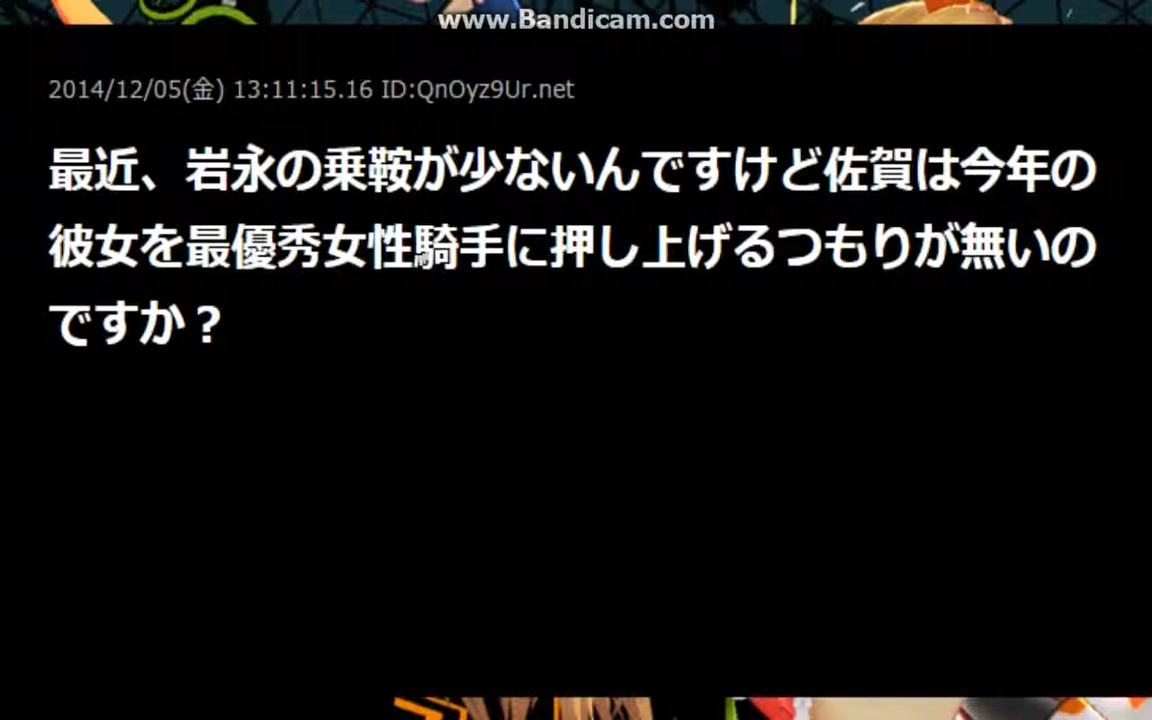 www.Bandicam.com
2014/12/05(金) 13:11:15.16 ID:QnOyz9Ur.net
最近、岩永の乗鞍が少ないんですけど佐賀は今年の
彼女を最優秀女性騎手に押し上げるつもりが無いの
ですか？